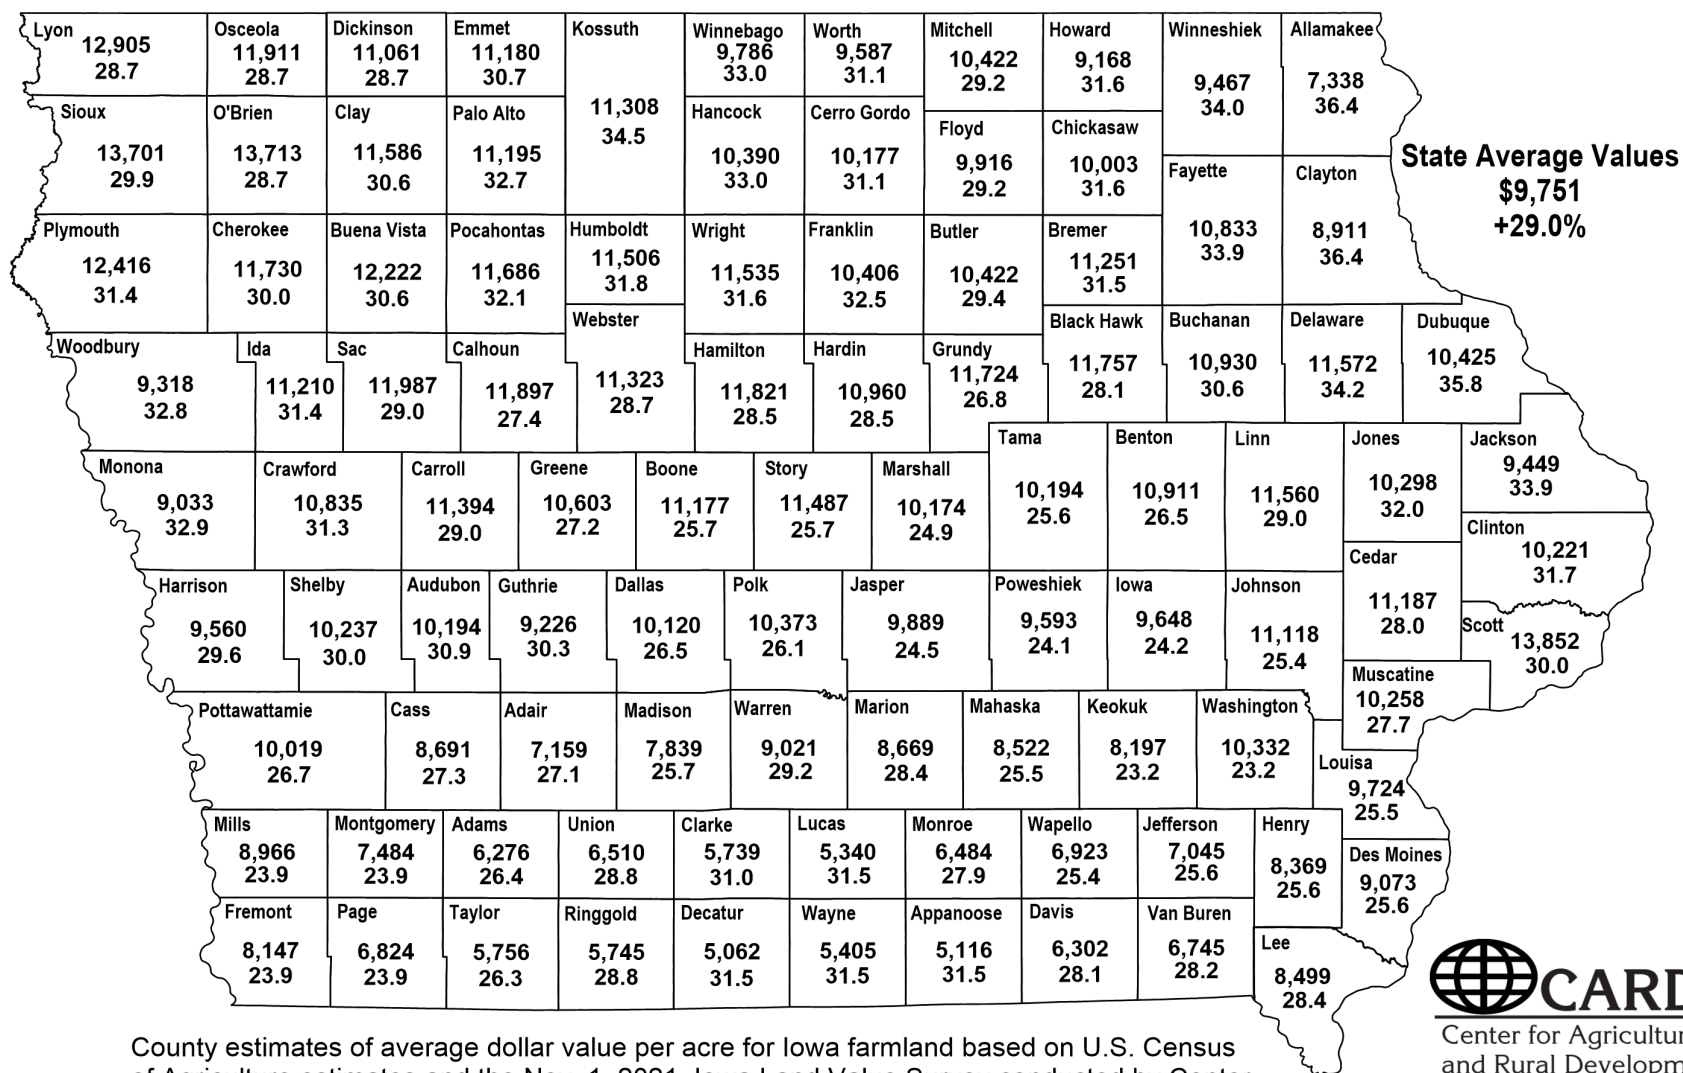 Lyon
12,905
28.7
Osceola
11,911
28.7
Dickinson
11,061
28.7
Emmet
11,180
30.7
Kossuth
11,308
34.5
Winnebago
9,786
33.0
Worth
9,587
31.1
Mitchell
10,422
29.2
Howard
9,168
31.6
Winneshiek
9,467
34.0
Allamakee
7,338
36.4
Sioux
13,701
29.9
O'Brien
13,713
28.7
Clay
11,586
30.6
Palo Alto
11,195
32.7
Hancock
10,390
33.0
Cerro Gordo
10,177
31.1
Floyd
9,916
29.2
Chickasaw
10,003
31.6
Fayette
10,833
33.9
Clayton
8,911
36.4
State Average Values
$9,751
+29.0%
Plymouth
12,416
31.4
Cherokee
11,730
30.0
Buena Vista
12,222
30.6
Pocahontas
11,686
32.1
Humboldt
11,506
31.8
Wright
11,535
31.6
Franklin
10,406
32.5
Butler
10,422
29.4
Bremer
11,251
31.5
Woodbury
9,318
32.8
Ida
11,210
31.4
Sac
11,987
29.0
Calhoun
11,897
27.4
Webster
11,323
28.7
Hamilton
11,821
28.5
Hardin
10,960
28.5
Grundy
11,724
26.8
Black Hawk
11,757
28.1
Buchanan
10,930
30.6
Delaware
11,572
34.2
Dubuque
10,425
35.8
Monona
9,033
32.9
Crawford
10,835
31.3
Carroll
11,394
29.0
Greene
10,603
27.2
Boone
11,177
25.7
Story
11,487
25.7
Marshall
10,174
24.9
Tama
10,194
25.6
Benton
10,911
26.5
Linn
11,560
29.0
Jones
10,298
32.0
Jackson
9,449
33.9
Clinton
10,221
31.7
Cedar
11,187
28.0
Harrison
9,560
29.6
Shelby
10,237
30.0
Audubon
10,194
30.9
Guthrie
9,226
30.3
Dallas
10,120
26.5
Polk
10,373
26.1
Jasper
9,889
24.5
Poweshiek
9,593
24.1
Iowa
9,648
24.2
Johnson
11,118
25.4
Scott
13,852
30.0
Muscatine
10,258
27.7
Pottawattamie
10,019
26.7
Cass
8,691
27.3
Adair
7,159
27.1
Madison
7,839
25.7
Warren
9,021
29.2
Marion
8,669
28.4
Mahaska
8,522
25.5
Keokuk
8,197
23.2
Washington
10,332
23.2
Louisa
9,724
25.5
Mills
8,966
23.9
Montgomery
7,484
23.9
Adams
6,276
26.4
Union
6,510
28.8
Clarke
5,739
31.0
Lucas
5,340
31.5
Monroe
6,484
27.9
Wapello
6,923
25.4
Jefferson
7,045
25.6
Henry
8,369
25.6
Des Moines
9,073
25.6
Fremont
8,147
23.9
Page
6,824
23.9
Taylor
5,756
26.3
Ringgold
5,745
28.8
Decatur
5,062
31.5
Wayne
5,405
31.5
Appanoose
5,116
31.5
Davis
6,302
28.1
Van Buren
6,745
28.2
Lee
8,499
28.4
CARD
Center for Agricultur
and Rural Developm
County estimates of average dollar value per acre for Iowa farmland based on U.S. Census
of Agriculture estimates and the Nov. 1, 2021, Iowa Land Value Survey conducted by Center